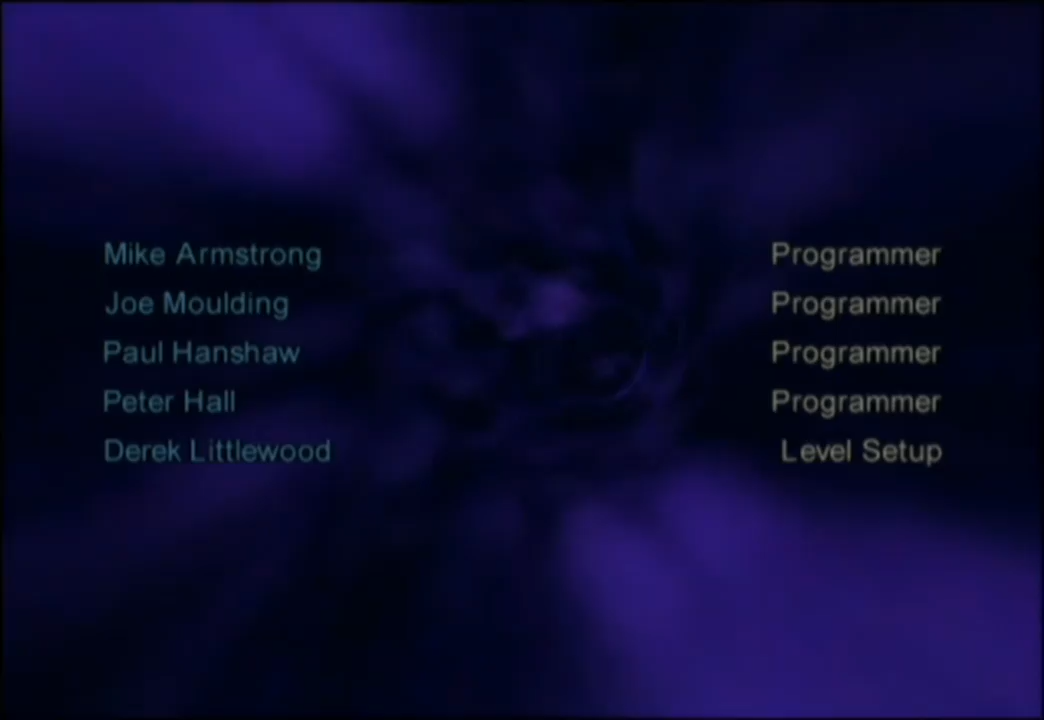 Mike Armstrong Programmer
Joe Moulding Programmer
Paul Hanshaw Programmer
Peter Hall Programmer
Derek Littlewood Level Setup